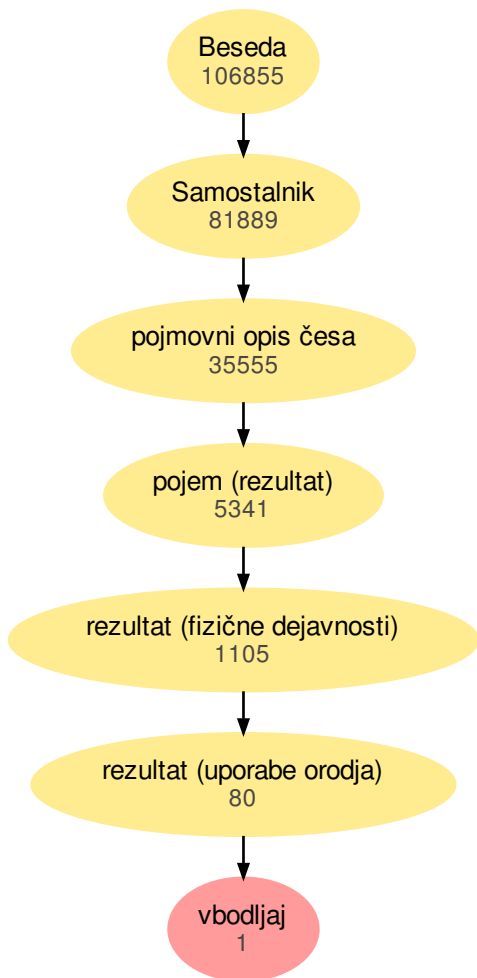 Beseda
106855
Samostalnik
81889
pojmovni opis česa
35555
pojem (rezultat)
5341
rezultat (fizične dejavnosti)
1105
rezultat (uporabe orodja)
80
vbodljaj
1